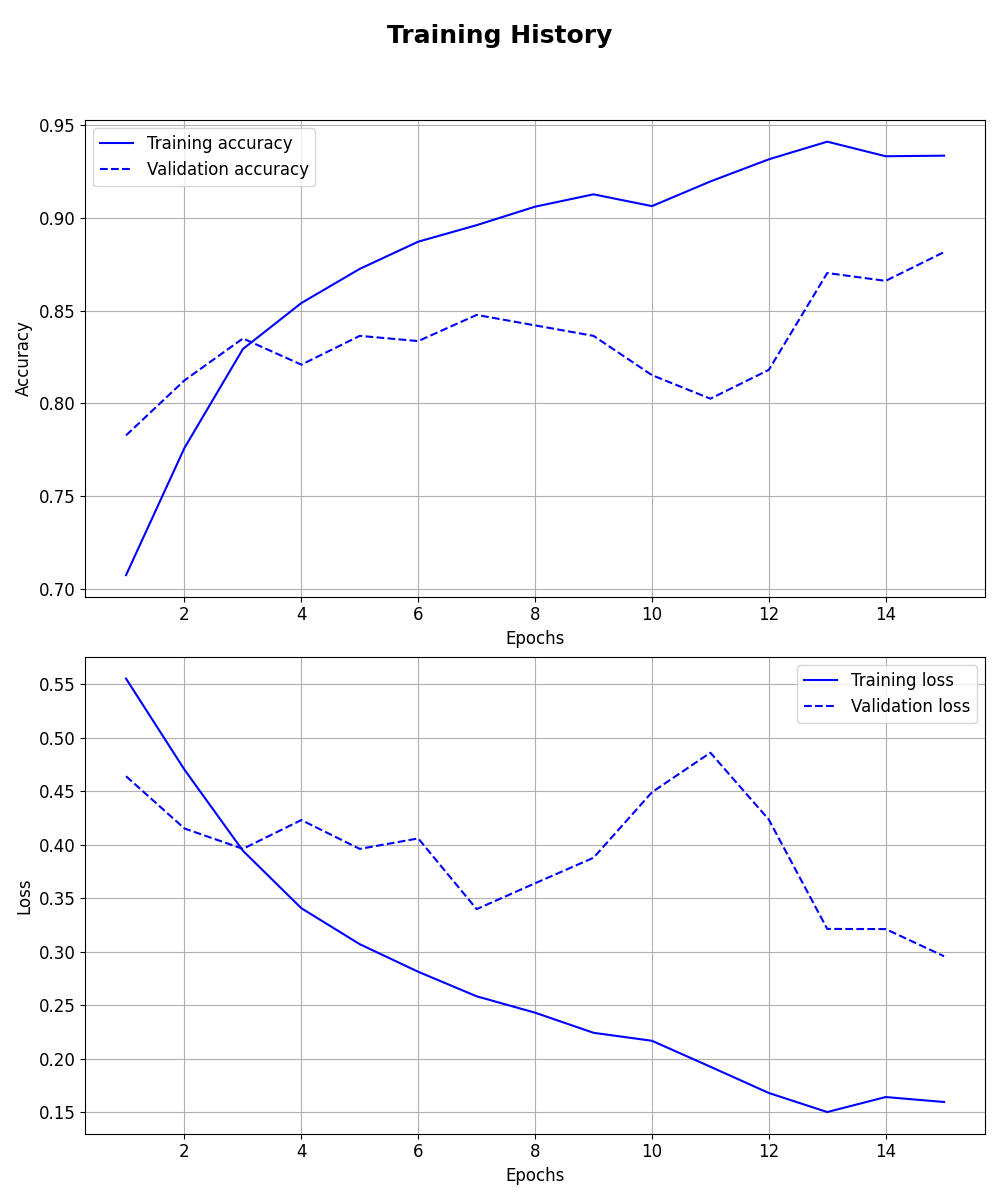 Training History
0.95
0.90
0.85
0.80
0.75
0.70
Accuracy
Training accuracy
Validation accuracy
2 4 6 8 10 12 14
Epochs
0.55
0.50
0.45
0.40
0.35
0.30
0.25
0.20
0.15
Loss
Training loss
Validation loss
2 4 6 8 10 12 14
Epochs